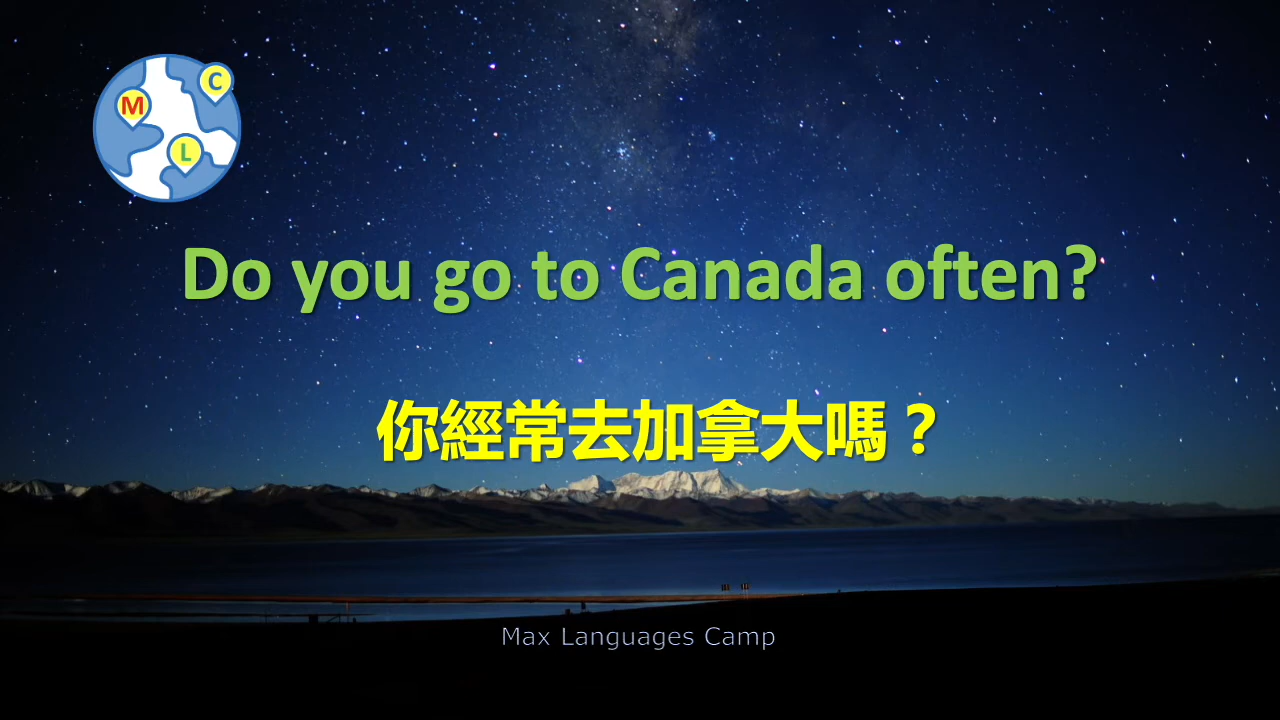 C
M
L
Do you go to Canada often?
你經常去加拿大嗎？
Max Languages Camp